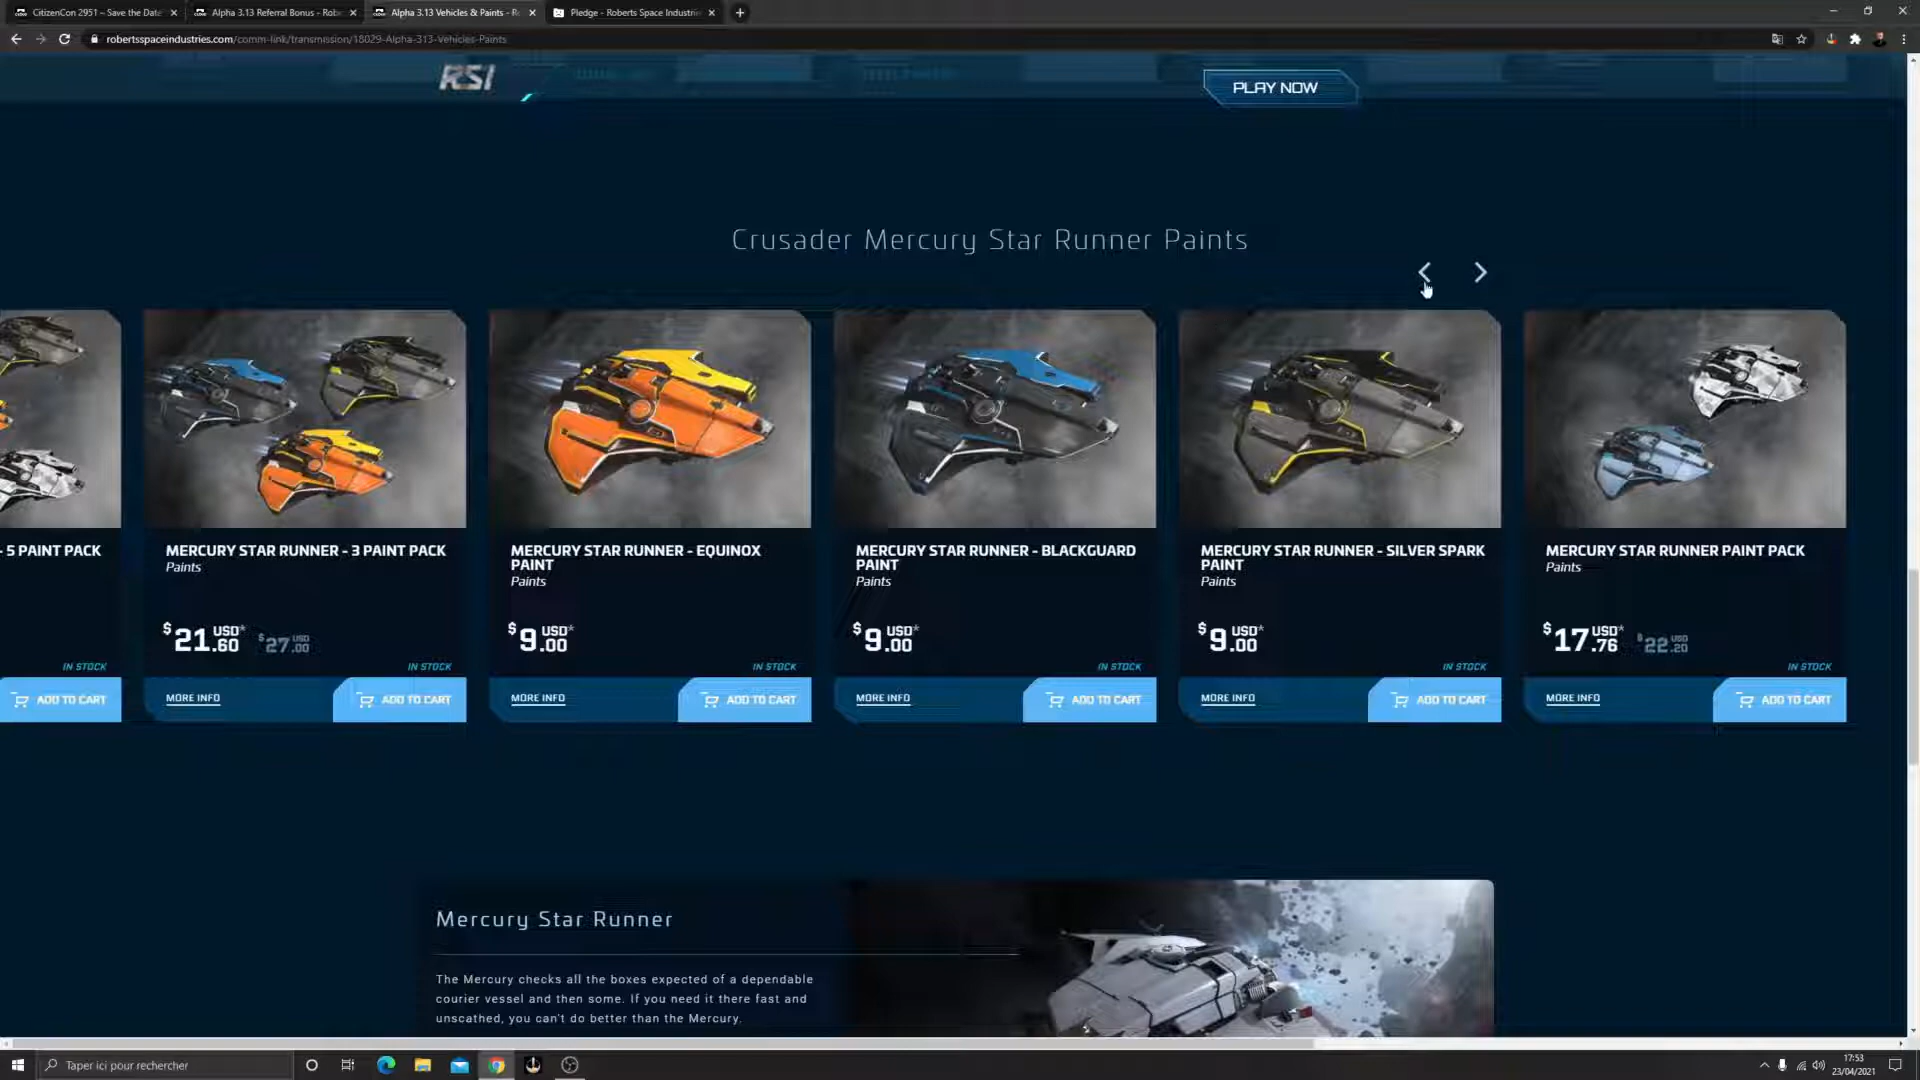 CitizenCon 2951 – Save the Date
Alpha 3.13 Referral Bonus - Rob
Alpha 3.13 Vehicles & Paints - R
Pledge - Roberts Space Industri
robertsspaceindustries.com/comm-link/transmission/18029-Alpha-313-Vehicles-Paints
RSI
PLAY NOW
Crusader Mercury Star Runner Paints
- 5 PAINT PACK
IN STOCK
ADD TO CART
MERCURY STAR RUNNER - 3 PAINT PACK
Paints
$21.60 USD* $27.00 USD
IN STOCK
MORE INFO
ADD TO CART
MERCURY STAR RUNNER - EQUINOX
PAINT
Paints
$9.00 USD*
IN STOCK
MORE INFO
ADD TO CART
MERCURY STAR RUNNER - BLACKGUARD
PAINT
Paints
$9.00 USD*
IN STOCK
MORE INFO
ADD TO CART
MERCURY STAR RUNNER - SILVER SPARK
PAINT
Paints
$9.00 USD*
IN STOCK
MORE INFO
ADD TO CART
MERCURY STAR RUNNER PAINT PACK
Paints
$17.76 USD* $22.20 USD
IN STOCK
MORE INFO
ADD TO CART
Mercury Star Runner
The Mercury checks all the boxes expected of a dependable
courier vessel and then some. If you need it there fast and
unscathed, you can't do better than the Mercury.
Taper ici pour rechercher
17:53
23/04/2021